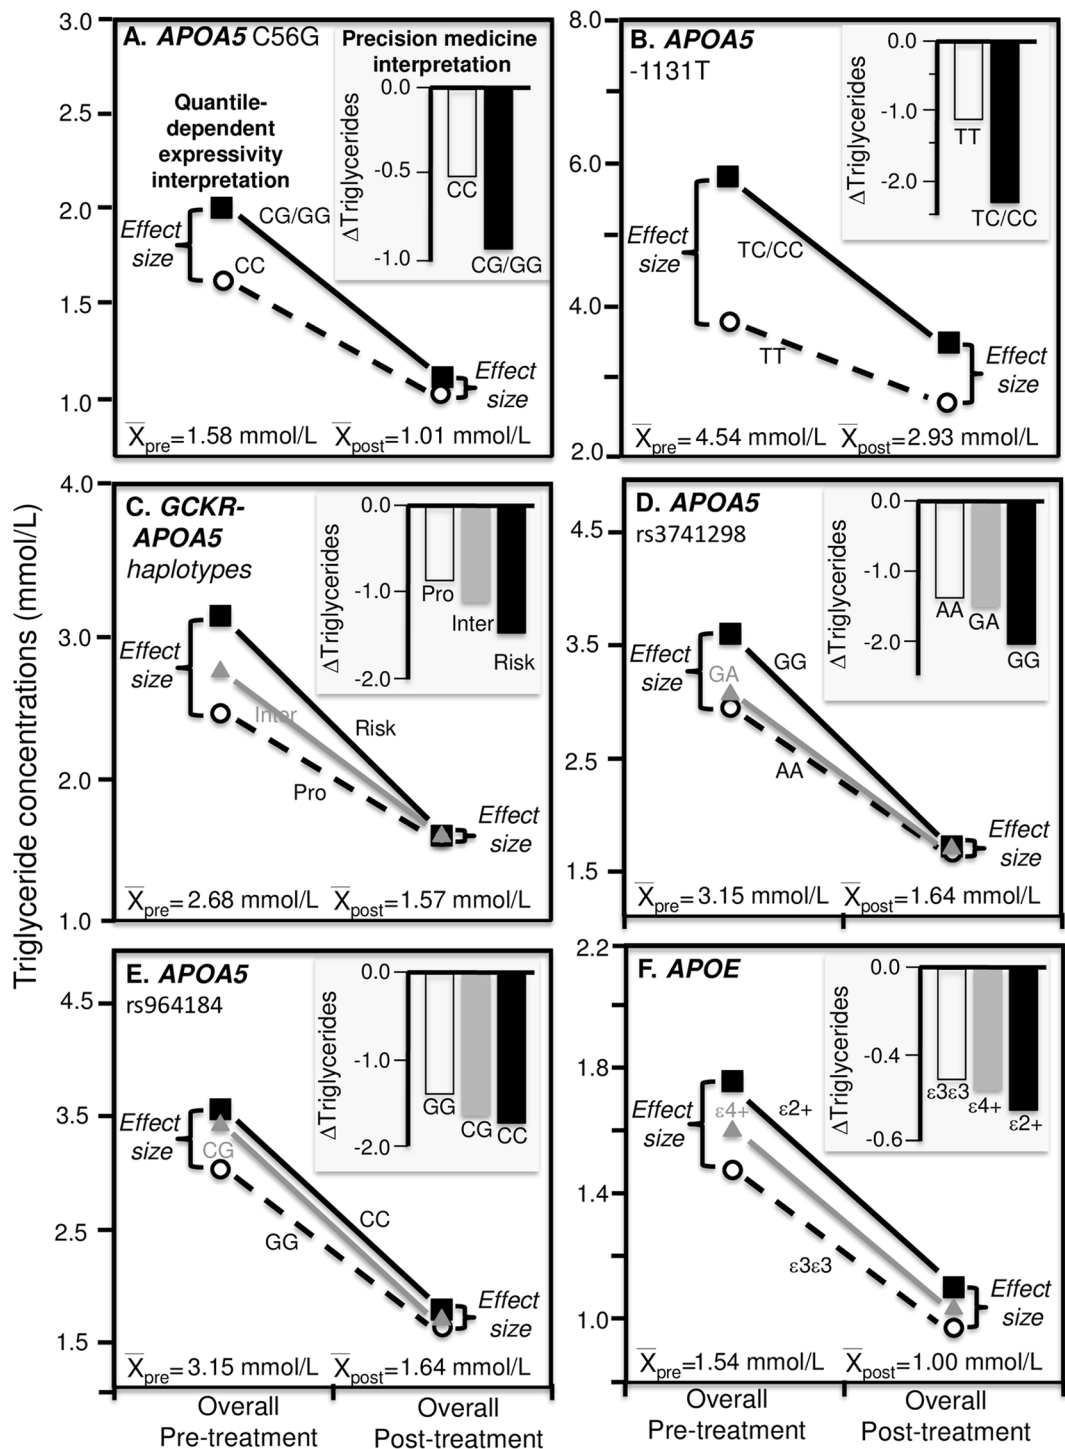 Triglyceride concentrations (mmol/L)
A. APOA5 C56G
Precision medicine
interpretation
Quantile-
dependent
expressivity
interpretation
3.0
2.5
2.0
1.5
1.0
Effect
size
CG/GG
CC
Effect
size
X̅pre=1.58 mmol/L
X̅post=1.01 mmol/L
ΔTriglycerides
0.0
-0.5
-1.0
CC
CG/GG
B. APOA5
-1131T
8.0
6.0
4.0
2.0
Effect
size
TC/CC
TT
Effect
size
X̅pre=4.54 mmol/L
X̅post=2.93 mmol/L
ΔTriglycerides
0.0
-1.0
-2.0
TT
TC/CC
C. GCKR-
APOA5
haplotypes
4.0
3.0
2.0
1.0
Effect
size
Inter
Risk
Pro
Effect
size
X̅pre=2.68 mmol/L
X̅post=1.57 mmol/L
ΔTriglycerides
0.0
-1.0
-2.0
Pro
Inter
Risk
D. APOA5
rs3741298
4.5
3.5
2.5
1.5
Effect
size
GA
GG
AA
Effect
size
X̅pre=3.15 mmol/L
X̅post=1.64 mmol/L
ΔTriglycerides
0.0
-1.0
-2.0
AA
GA
GG
E. APOA5
rs964184
4.5
3.5
2.5
1.5
Effect
size
CG
CC
GG
Effect
size
X̅pre=3.15 mmol/L
X̅post=1.64 mmol/L
ΔTriglycerides
0.0
-1.0
-2.0
GG
CG
CC
F. APOE
2.2
1.8
1.4
1.0
Effect
size
ε4+
ε2+
ε3ε3
Effect
size
X̅pre=1.54 mmol/L
X̅post=1.00 mmol/L
ΔTriglycerides
0.0
-0.4
-0.6
ε3ε3
ε4+
ε2+
Overall
Pre-treatment
Overall
Post-treatment
Overall
Pre-treatment
Overall
Post-treatment